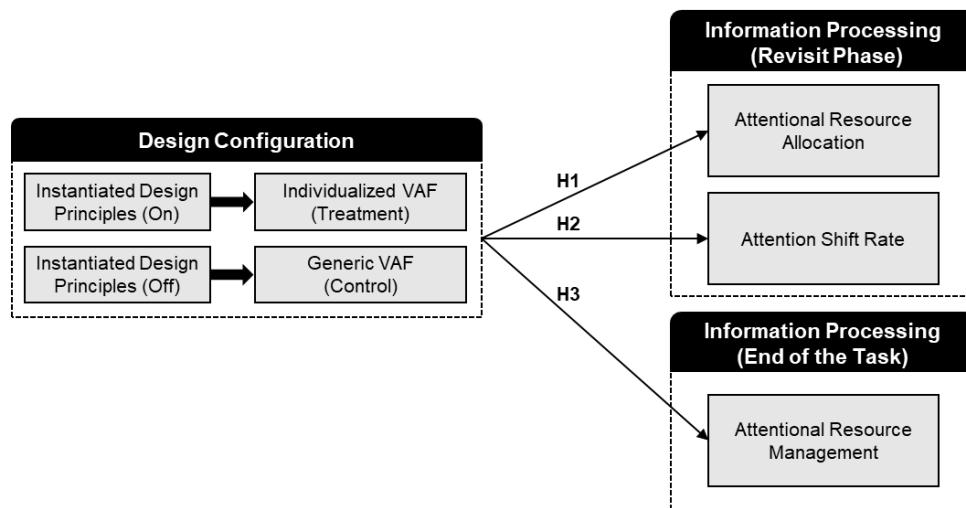 Design Configuration
Instantiated Design
Principles (On)
Individualized VAF
(Treatment)
Instantiated Design
Principles (Off)
Generic VAF
(Control)
H1
H2
H3
Information Processing
(Revisit Phase)
Attentional Resource
Allocation
Attention Shift Rate
Information Processing
(End of the Task)
Attentional Resource
Management